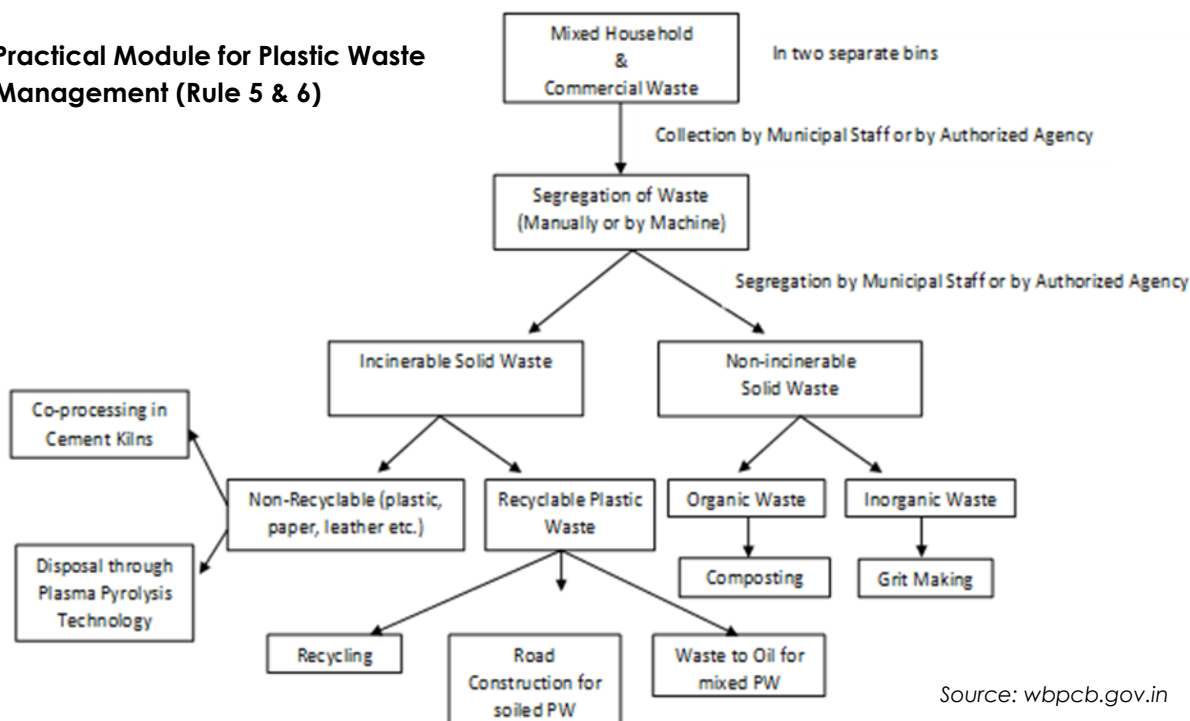 Practical Module for Plastic Waste
Management (Rule 5 & 6)
Mixed Household
&
Commercial Waste
In two separate bins
Collection by Municipal Staff or by Authorized Agency
Segregation of Waste
(Manually or by Machine)
Segregation by Municipal Staff or by Authorized Agency
Incinerable Solid Waste
Non-incinerable
Solid Waste
Co-processing in
Cement Kilns
Non-Recyclable (plastic,
paper, leather etc.)
Recyclable Plastic
Waste
Organic Waste
Inorganic Waste
Disposal through
Plasma Pyrolysis
Technology
Composting
Grit Making
Recycling
Road
Construction for
soiled PW
Waste to Oil for
mixed PW
Source: wbpcb.gov.in